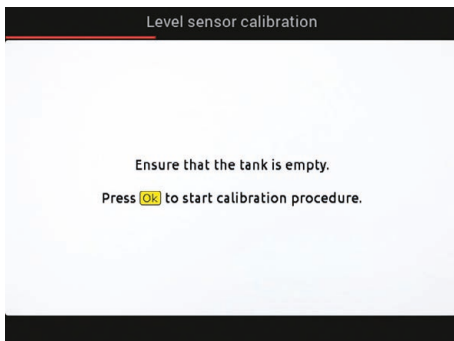 Level sensor calibration
Ensure that the tank is empty.
Press Ok to start calibration procedure.